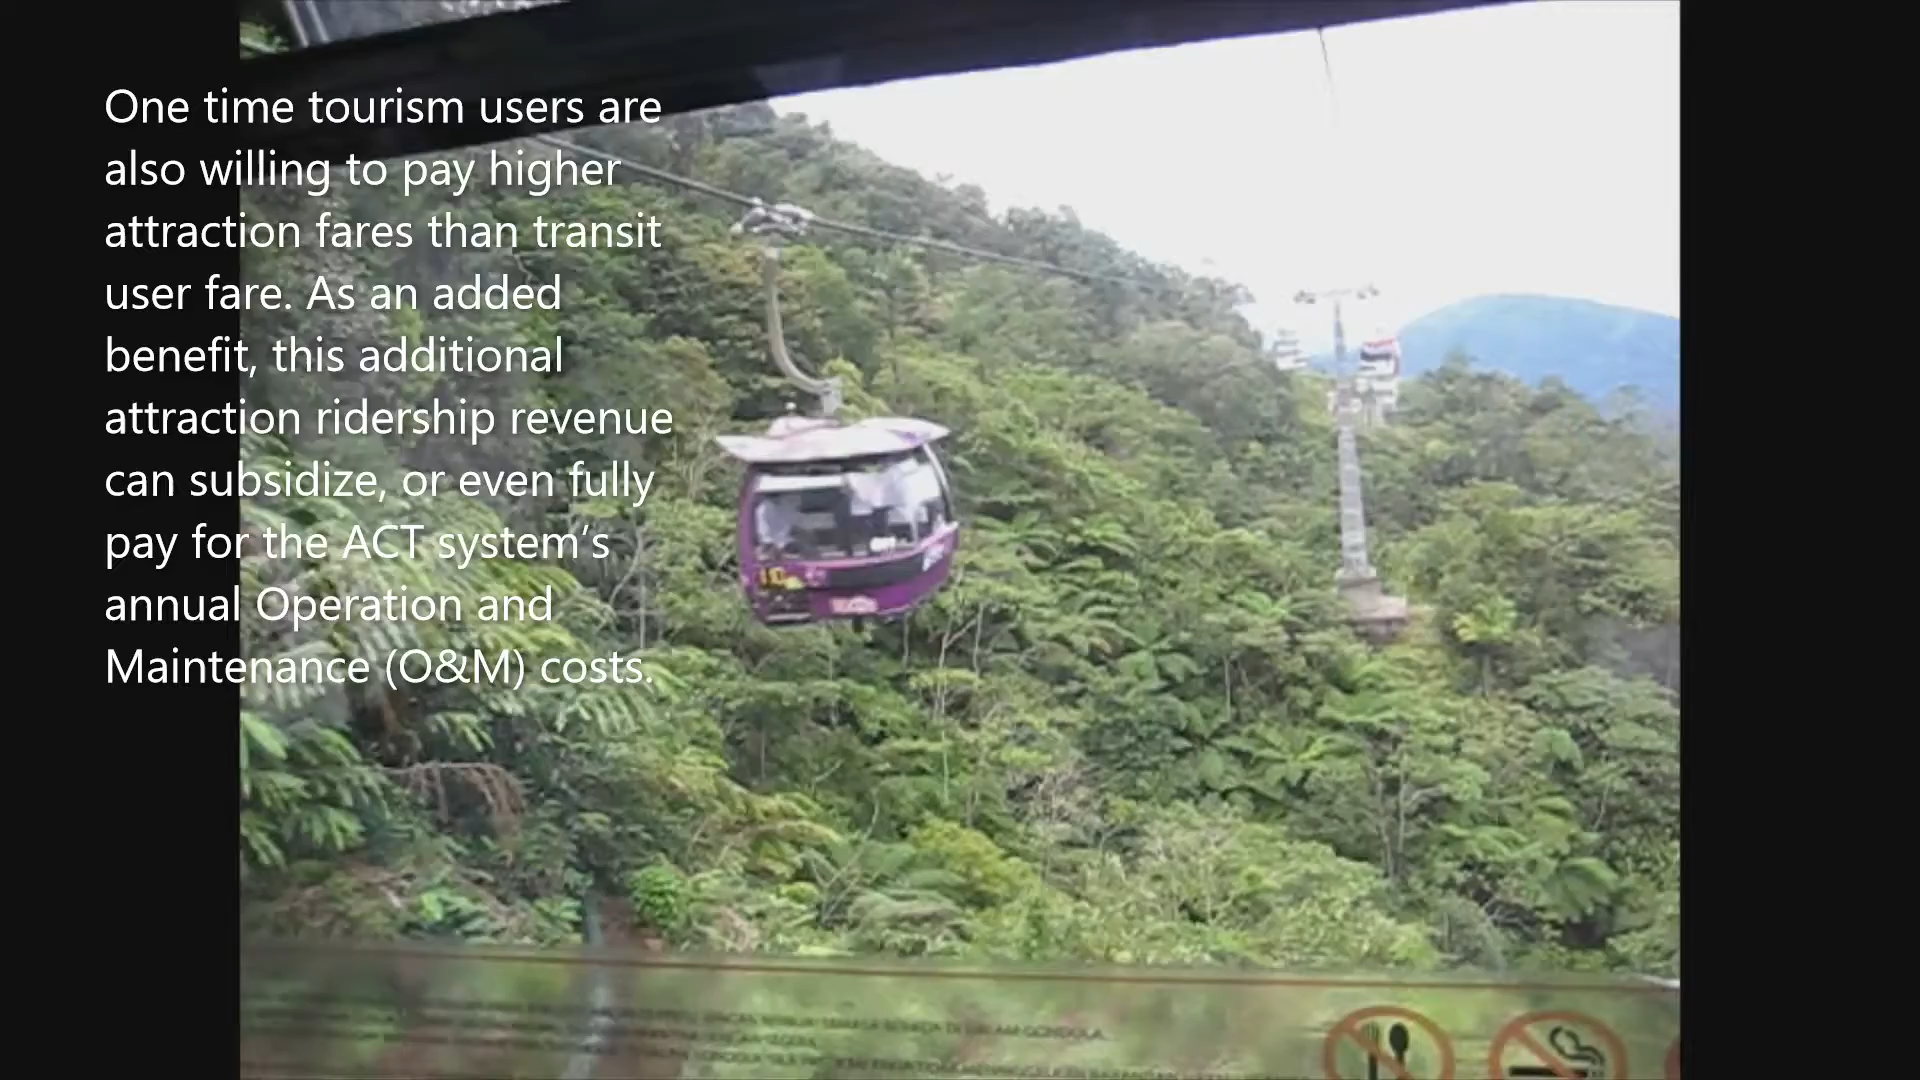 One time tourism users are
also willing to pay higher
attraction fares than transit
user fare. As an added
benefit, this additional
attraction ridership revenue
can subsidize, or even fully
pay for the ACT system’s
annual Operation and
Maintenance (O&M) costs.